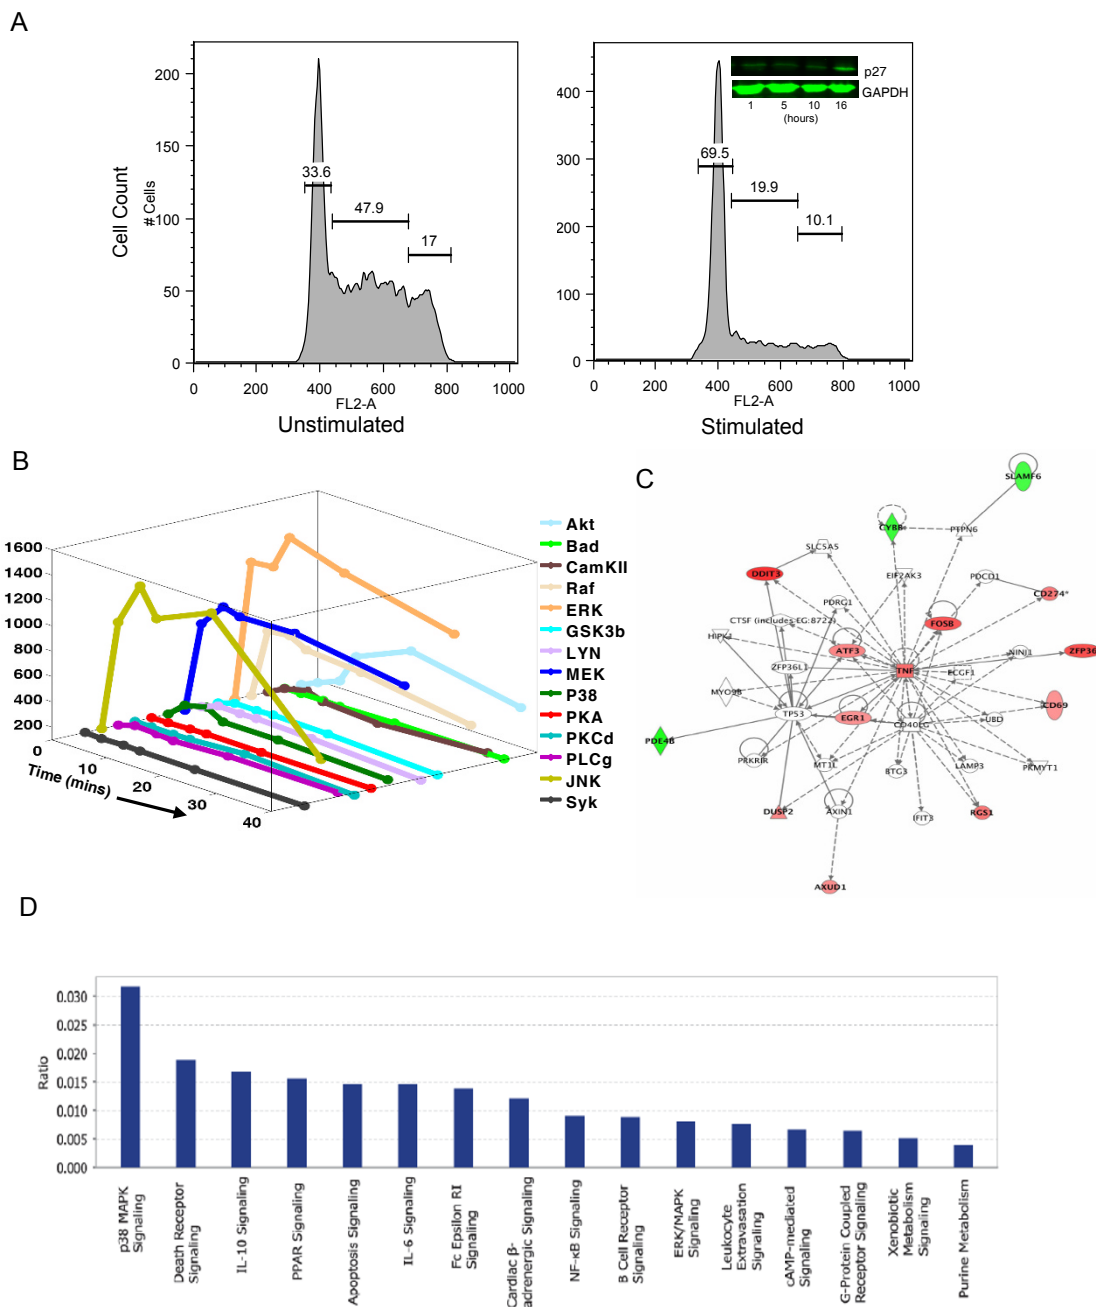 A
200
150
100
50
0
0
200
400
600
800
1000
33.6
47.9
17
Cell Count
# Cells
FL2-A
Unstimulated
400
300
200
100
0
0
200
400
600
800
1000
69.5
19.9
10.1
p27
GAPDH
1 5 10 16
(hours)
FL2-A
Stimulated
B
1600
1400
1200
1000
800
600
400
200
0
10
20
30
40
Time (mins)
Akt
Bad
CamKII
Raf
ERK
GSK3b
LYN
MEK
P38
PKA
PKCd
PLCg
JNK
Syk
C
SLAMF6
CYBB
PTPN6
SLC5A5
DDIT3
EIF2AK3
PDCD1
CD274*
PDRG1
CTSF (includes EG:8722)
FOSB
HIPK1
ATF3
NINJ1
ZFP36
ZFP36L1
TNF
ECGF1
MYO9B
CD69
TP53
EGR1
CD40LG
UBD
PDE4B
PRKRIR
MT1L
BTG3
LAMP3
PKMYT1
DUSP2
AXIN1
IFIT3
RGS1
AXUD1
D
Ratio
0.030
0.025
0.020
0.015
0.010
0.005
0.000
p38 MAPK
Signaling
Death Receptor
Signaling
IL-10 Signaling
PPAR Signaling
Apoptosis Signaling
IL-6 Signaling
Fc Epsilon RI
Signaling
Cardiac β-
adrenergic Signaling
NF-κB Signaling
B Cell Receptor
Signaling
ERK/MAPK
Signaling
Leukocyte
Extravasation
Signaling
cAMP-mediated
Signaling
G-Protein Coupled
Receptor Signaling
Xenobiotic
Metabolism
Signaling
Purine Metabolism